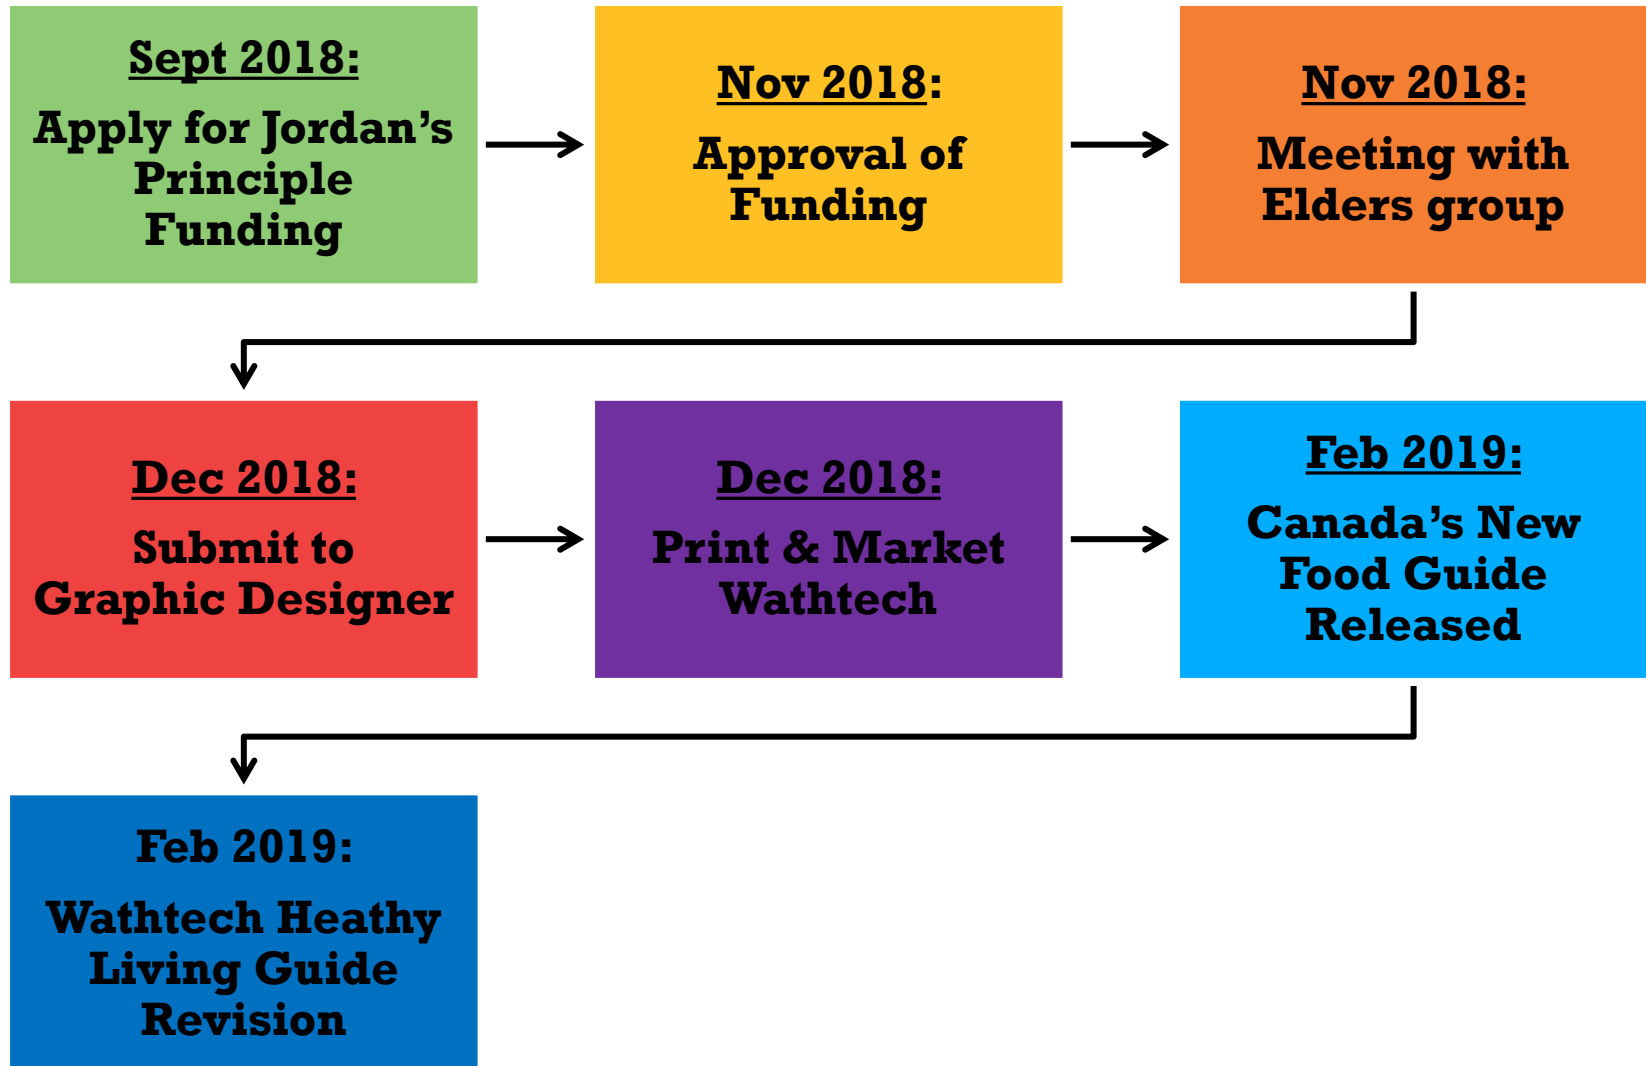 Sept 2018:
Apply for Jordan’s
Principle
Funding
Nov 2018:
Approval of
Funding
Nov 2018:
Meeting with
Elders group
Dec 2018:
Submit to
Graphic Designer
Dec 2018:
Print & Market
Wathtech
Feb 2019:
Canada’s New
Food Guide
Released
Feb 2019:
Wathtech Heathy
Living Guide
Revision